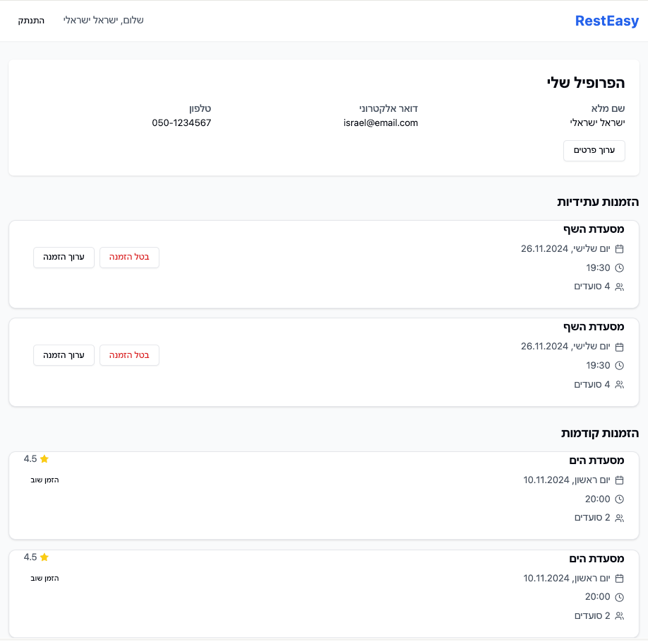 RestEasy
שלום, ישראל ישראלי
התנתק
הפרופיל שלי
שם מלא
ישראל ישראלי
דואר אלקטרוני
israel@email.com
טלפון
050-1234567
ערוך פרטים
הזמנות עתידיות
מסעדת השף
יום שלישי, 26.11.2024
19:30
4 סועדים
בטל הזמנה
ערוך הזמנה
מסעדת השף
יום שלישי, 26.11.2024
19:30
4 סועדים
בטל הזמנה
ערוך הזמנה
הזמנות קודמות
מסעדת הים
יום ראשון, 10.11.2024
20:00
2 סועדים
4.5
הזמן שוב
מסעדת הים
יום ראשון, 10.11.2024
20:00
2 סועדים
4.5
הזמן שוב